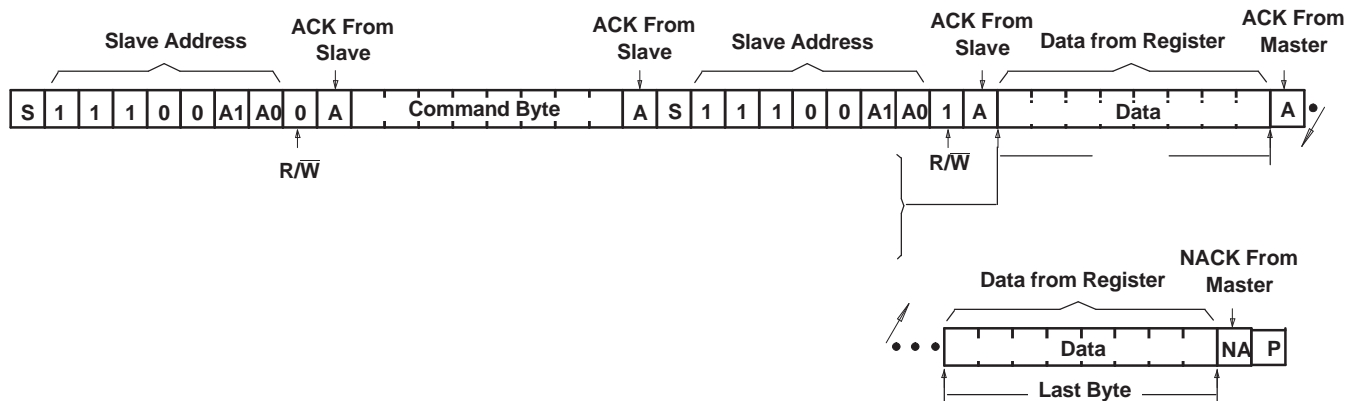 Slave Address
ACK From
Slave
ACK From
Slave
Slave Address
ACK From
Slave
Data from Register
ACK From
Master
S 1 1 1 0 0 A1 A0 0 A Command Byte A S 1 1 1 0 0 A1 A0 1 A Data A
R/W̅
R/W̅
Data from Register
NACK From
Master
Data NA P
Last Byte